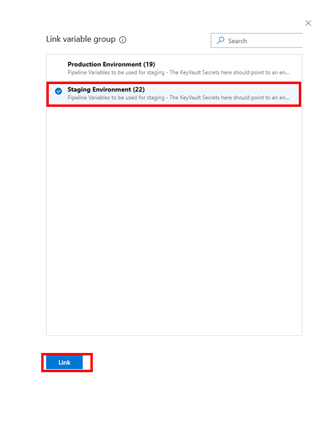 Link variable group
Search
Production Environment (19)
Pipeline Variables to be used for staging - The KeyVault Secrets here should point to an en...
Staging Environment (22)
Pipeline Variables to be used for staging - The KeyVault Secrets here should point to an en...
Link